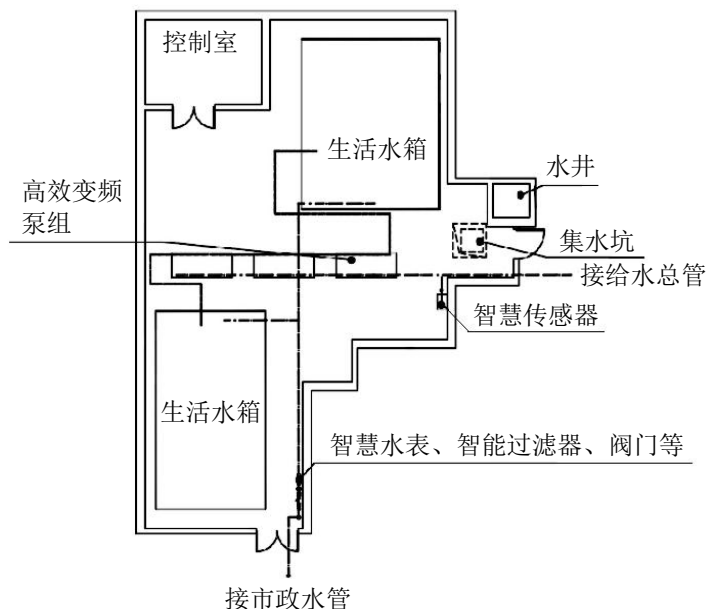 控制室
生活水箱
水井
高效变频
泵组
集水坑
接给水总管
智慧传感器
生活水箱
智慧水表、智能过滤器、阀门等
接市政水管